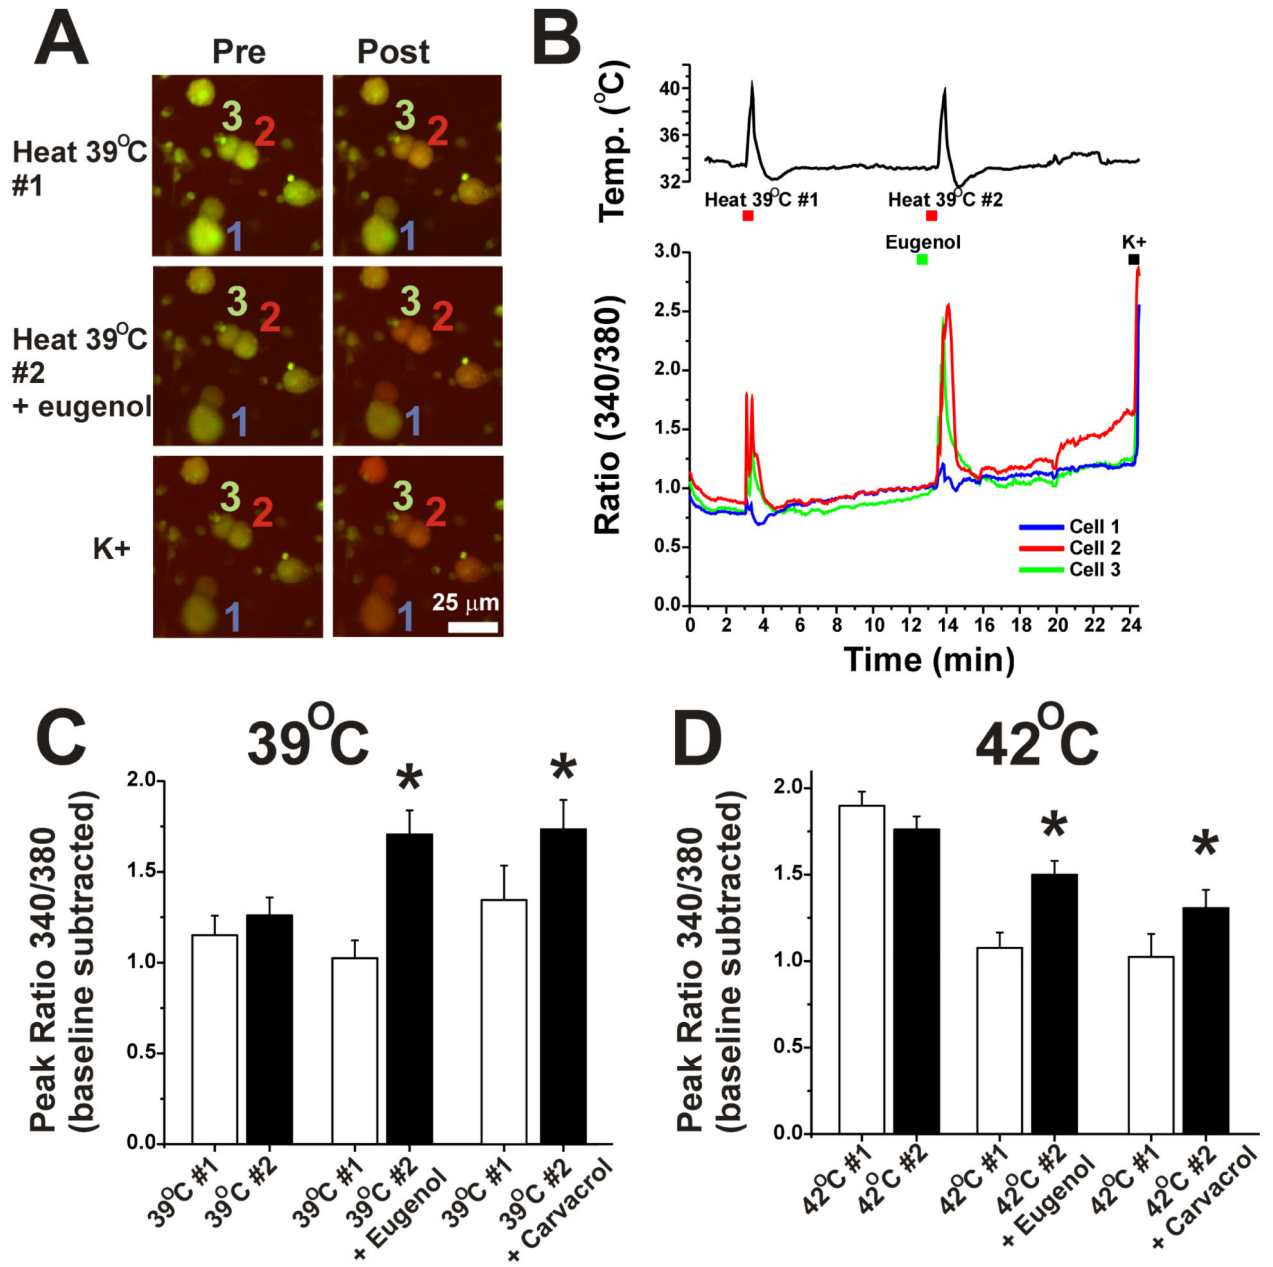 A
Pre
Post
Heat 39°C
#1
3
2
1
Heat 39°C
#2
+ eugenol
3
2
1
K+
3
2
1
25 µm
B
Temp. (°C)
40
36
32
Heat 39°C #1
Heat 39°C #2
Eugenol
K+
Ratio (340/380)
3.0
2.5
2.0
1.5
1.0
0.5
0.0
Cell 1
Cell 2
Cell 3
0 2 4 6 8 10 12 14 16 18 20 22 24
Time (min)
C
39°C
Peak Ratio 340/380
(baseline subtracted)
2.0
1.5
1.0
0.5
0.0
*
*
39°C #1
39°C #2
39°C #1
39°C #2
+ Eugenol
39°C #1
39°C #2
+ Carvacrol
D
42°C
Peak Ratio 340/380
(baseline subtracted)
2.0
1.5
1.0
0.5
0.0
*
*
42°C #1
42°C #2
42°C #1
42°C #2
+ Eugenol
42°C #1
42°C #2
+ Carvacrol